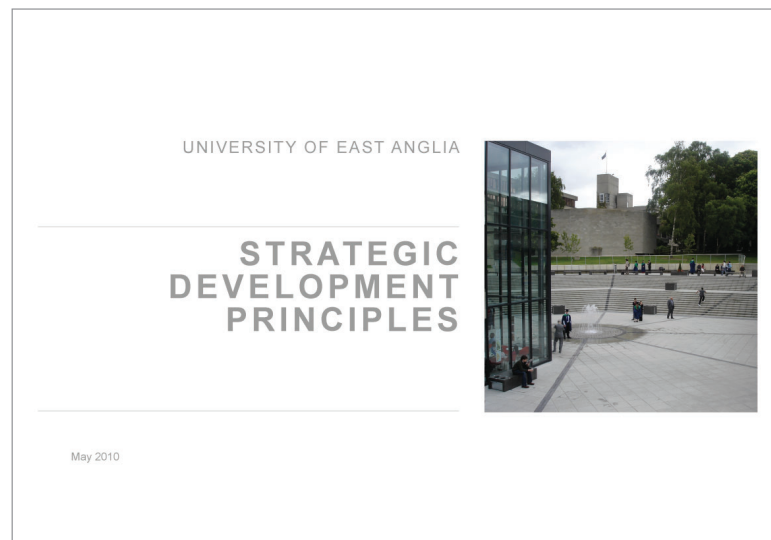 UNIVERSITY OF EAST ANGLIA
STRATEGIC
DEVELOPMENT
PRINCIPLES
May 2010